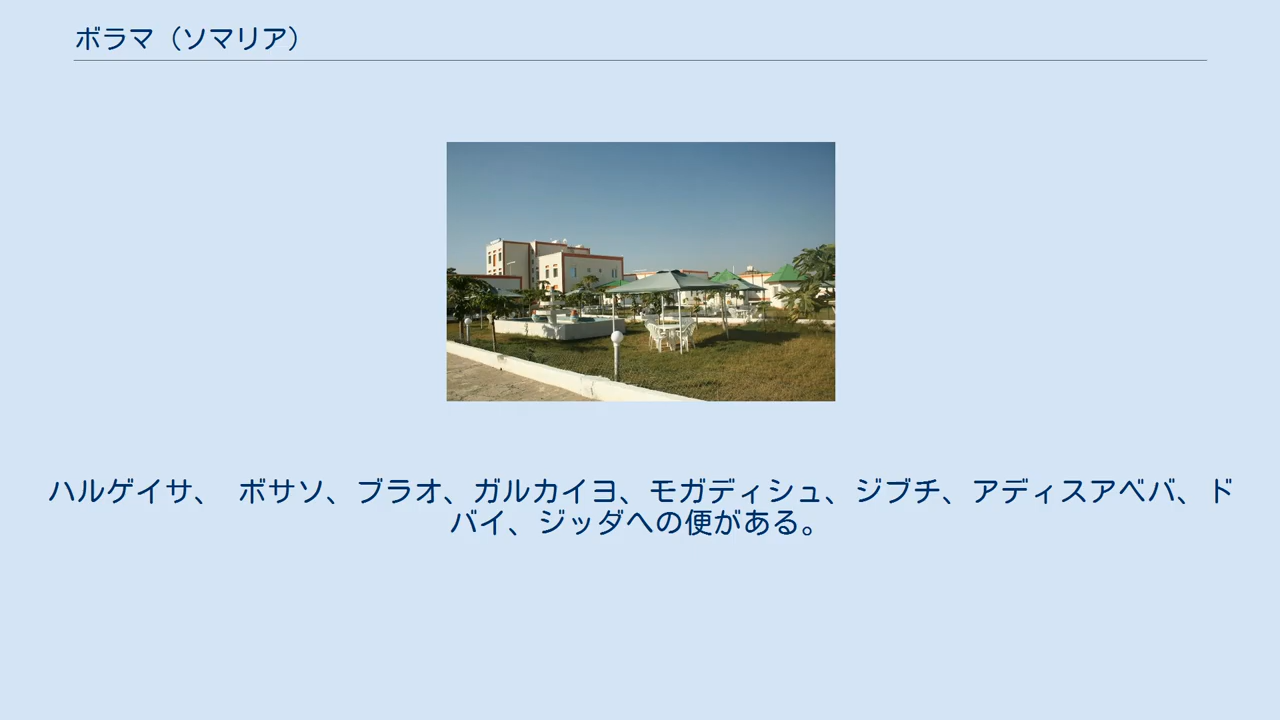 ボラマ（ソマリア）
ハルゲイサ、 ボサソ、ブラオ、ガルカイヨ、モガディシュ、ジブチ、アディスアベバ、ド
バイ、ジッダへの便がある。